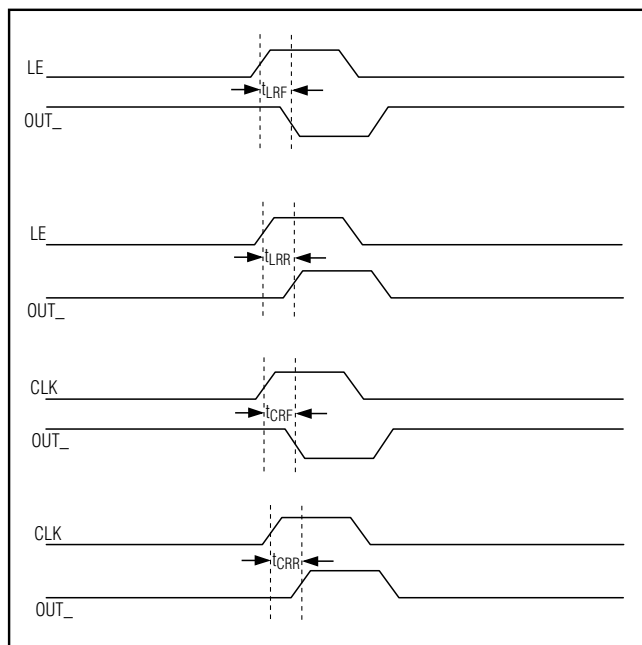 LE
tLRF
OUT_
LE
tLRR
OUT_
CLK
tCRF
OUT_
CLK
tCRR
OUT_